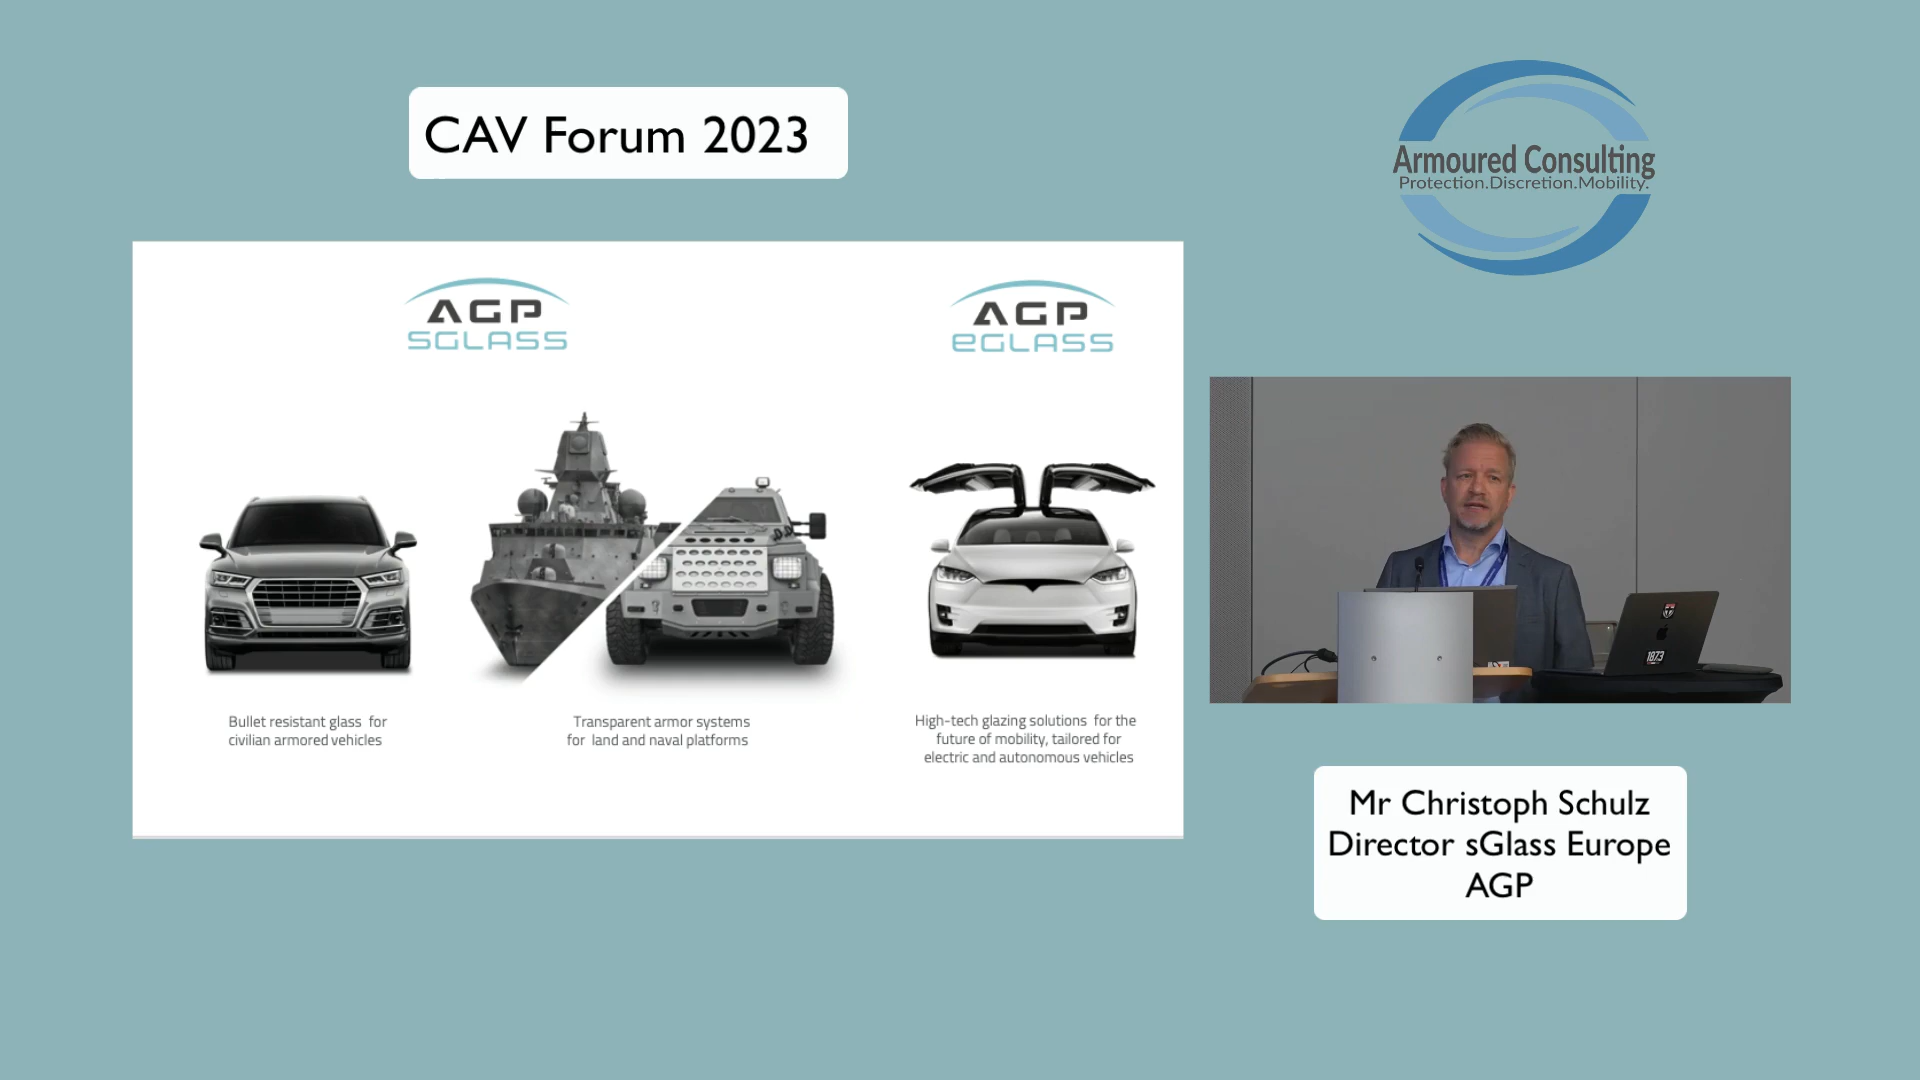 CAV Forum 2023
Armoured Consulting
Protection.Discretion.Mobility.
AGP
SGLASS
AGP
eGLASS
Bullet resistant glass for
civilian armored vehicles
Transparent armor systems
for land and naval platforms
High-tech glazing solutions for the
future of mobility, tailored for
electric and autonomous vehicles
1873
Mr Christoph Schulz
Director sGlass Europe
AGP